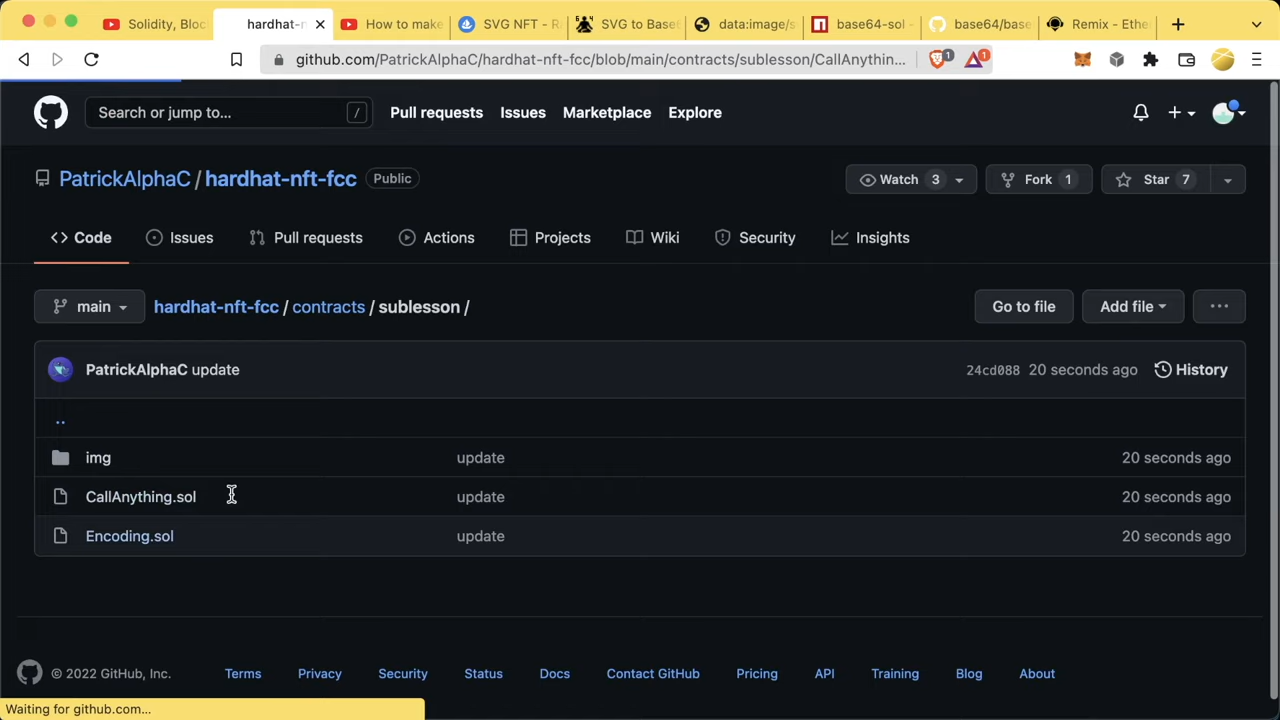 Solidity, Bloc
hardhat-n
How to make
SVG NFT - R
SVG to Base
data:image/s
base64-sol -
base64/base
Remix - Ethe
github.com/PatrickAlphaC/hardhat-nft-fcc/blob/main/contracts/sublesson/CallAnythin...
1
1
Search or jump to...
/
Pull requests
Issues
Marketplace
Explore
PatrickAlphaC / hardhat-nft-fcc
Public
Watch 3
Fork 1
Star 7
Code
Issues
Pull requests
Actions
Projects
Wiki
Security
Insights
main
hardhat-nft-fcc / contracts / sublesson /
Go to file
Add file
...
PatrickAlphaC update
24cd088 20 seconds ago
History
..
img
update
20 seconds ago
CallAnything.sol
update
20 seconds ago
Encoding.sol
update
20 seconds ago
© 2022 GitHub, Inc.
Terms
Privacy
Security
Status
Docs
Contact GitHub
Pricing
API
Training
Blog
About
Waiting for github.com...